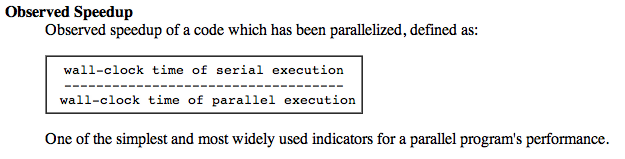 Observed Speedup
Observed speedup of a code which has been parallelized, defined as:
wall-clock time of serial execution
-----------------------------------
wall-clock time of parallel execution
One of the simplest and most widely used indicators for a parallel program's performance.